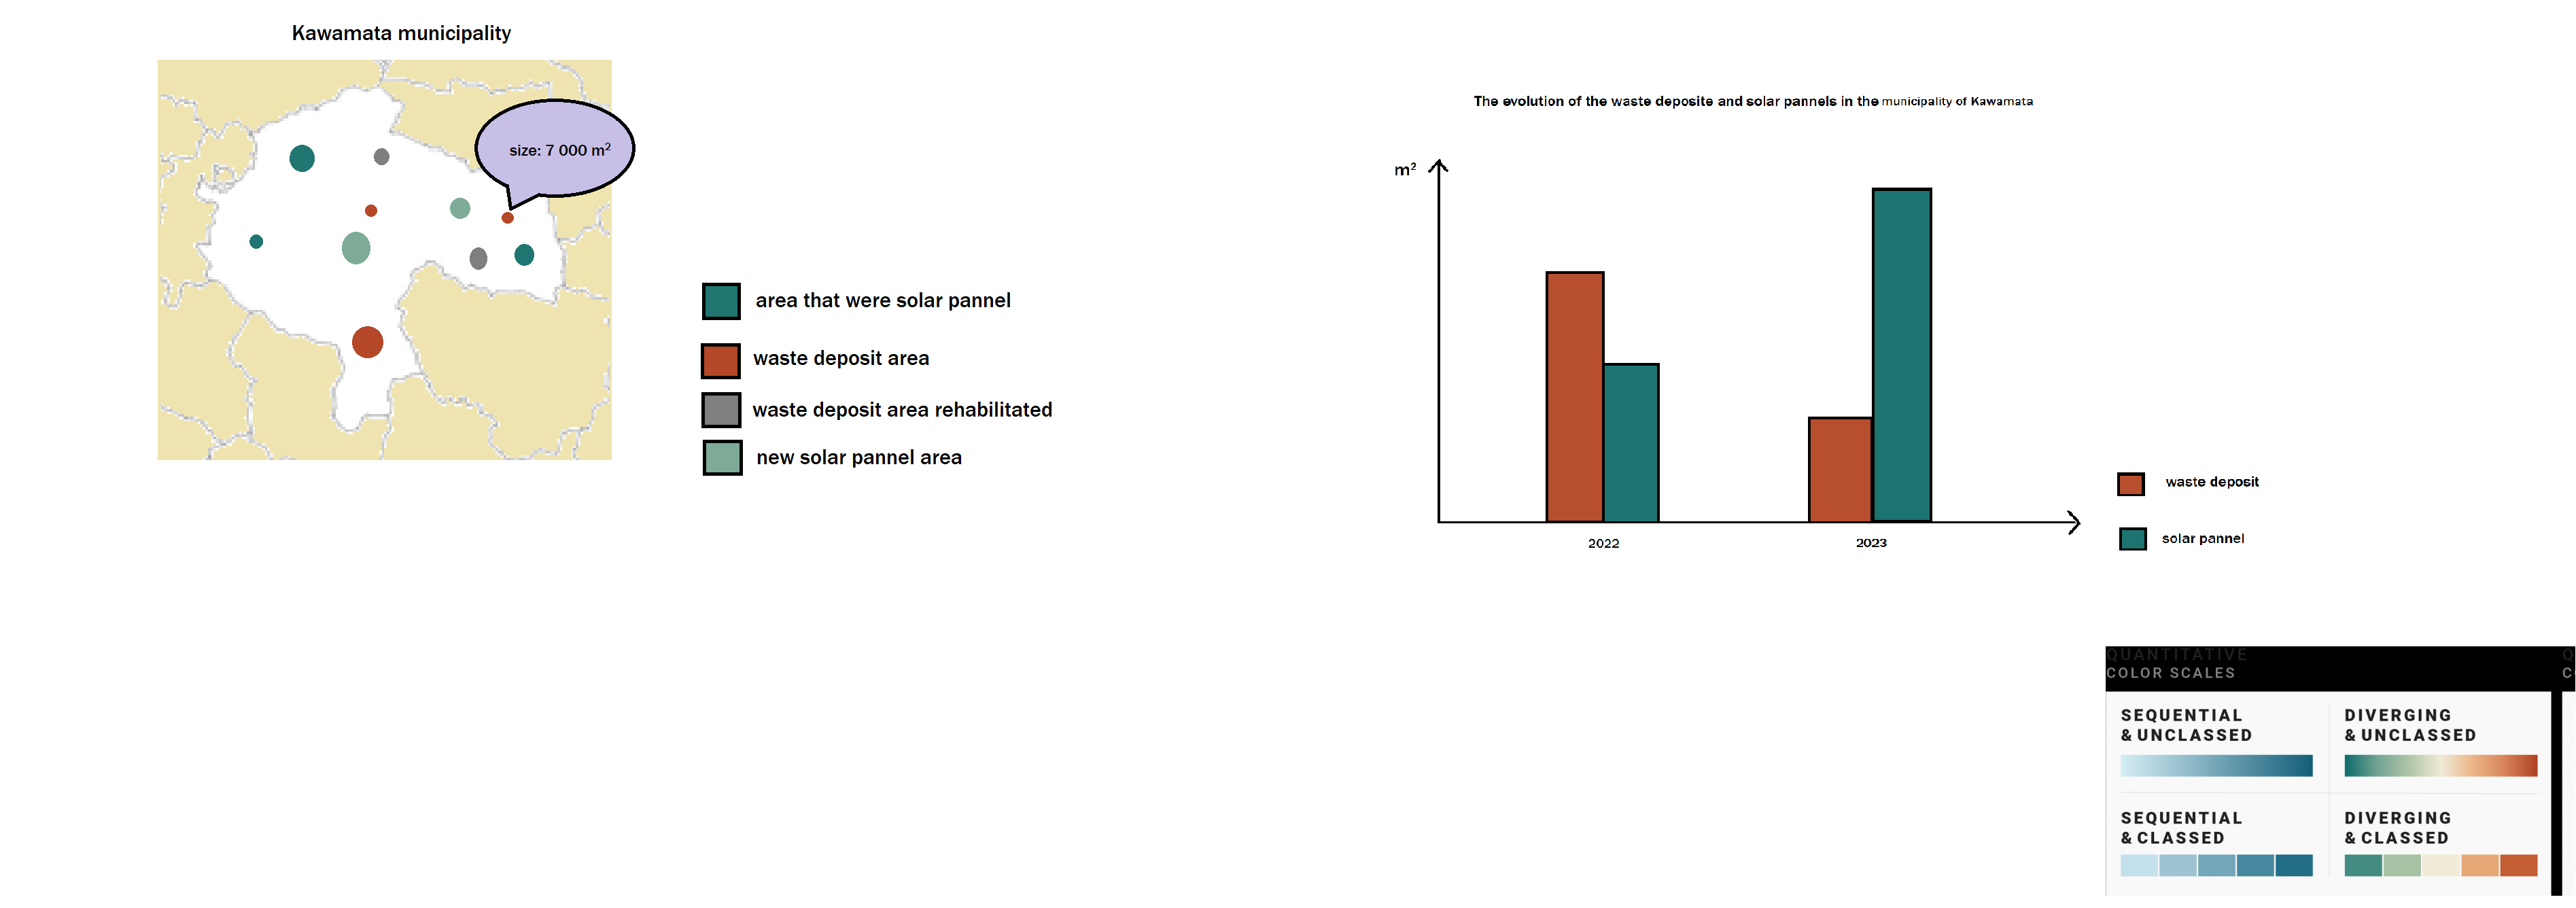 Kawamata municipality
size: 7 000 m²
area that were solar pannel
waste deposit area
waste deposit area rehabilitated
new solar pannel area
The evolution of the waste deposite and solar pannels in the municipality of Kawamata
m²
2022
2023
waste deposit
solar pannel
QUANTITATIVE
COLOR SCALES
Q
C
SEQUENTIAL
& UNCLASSED
DIVERGING
& UNCLASSED
SEQUENTIAL
& CLASSED
DIVERGING
& CLASSED